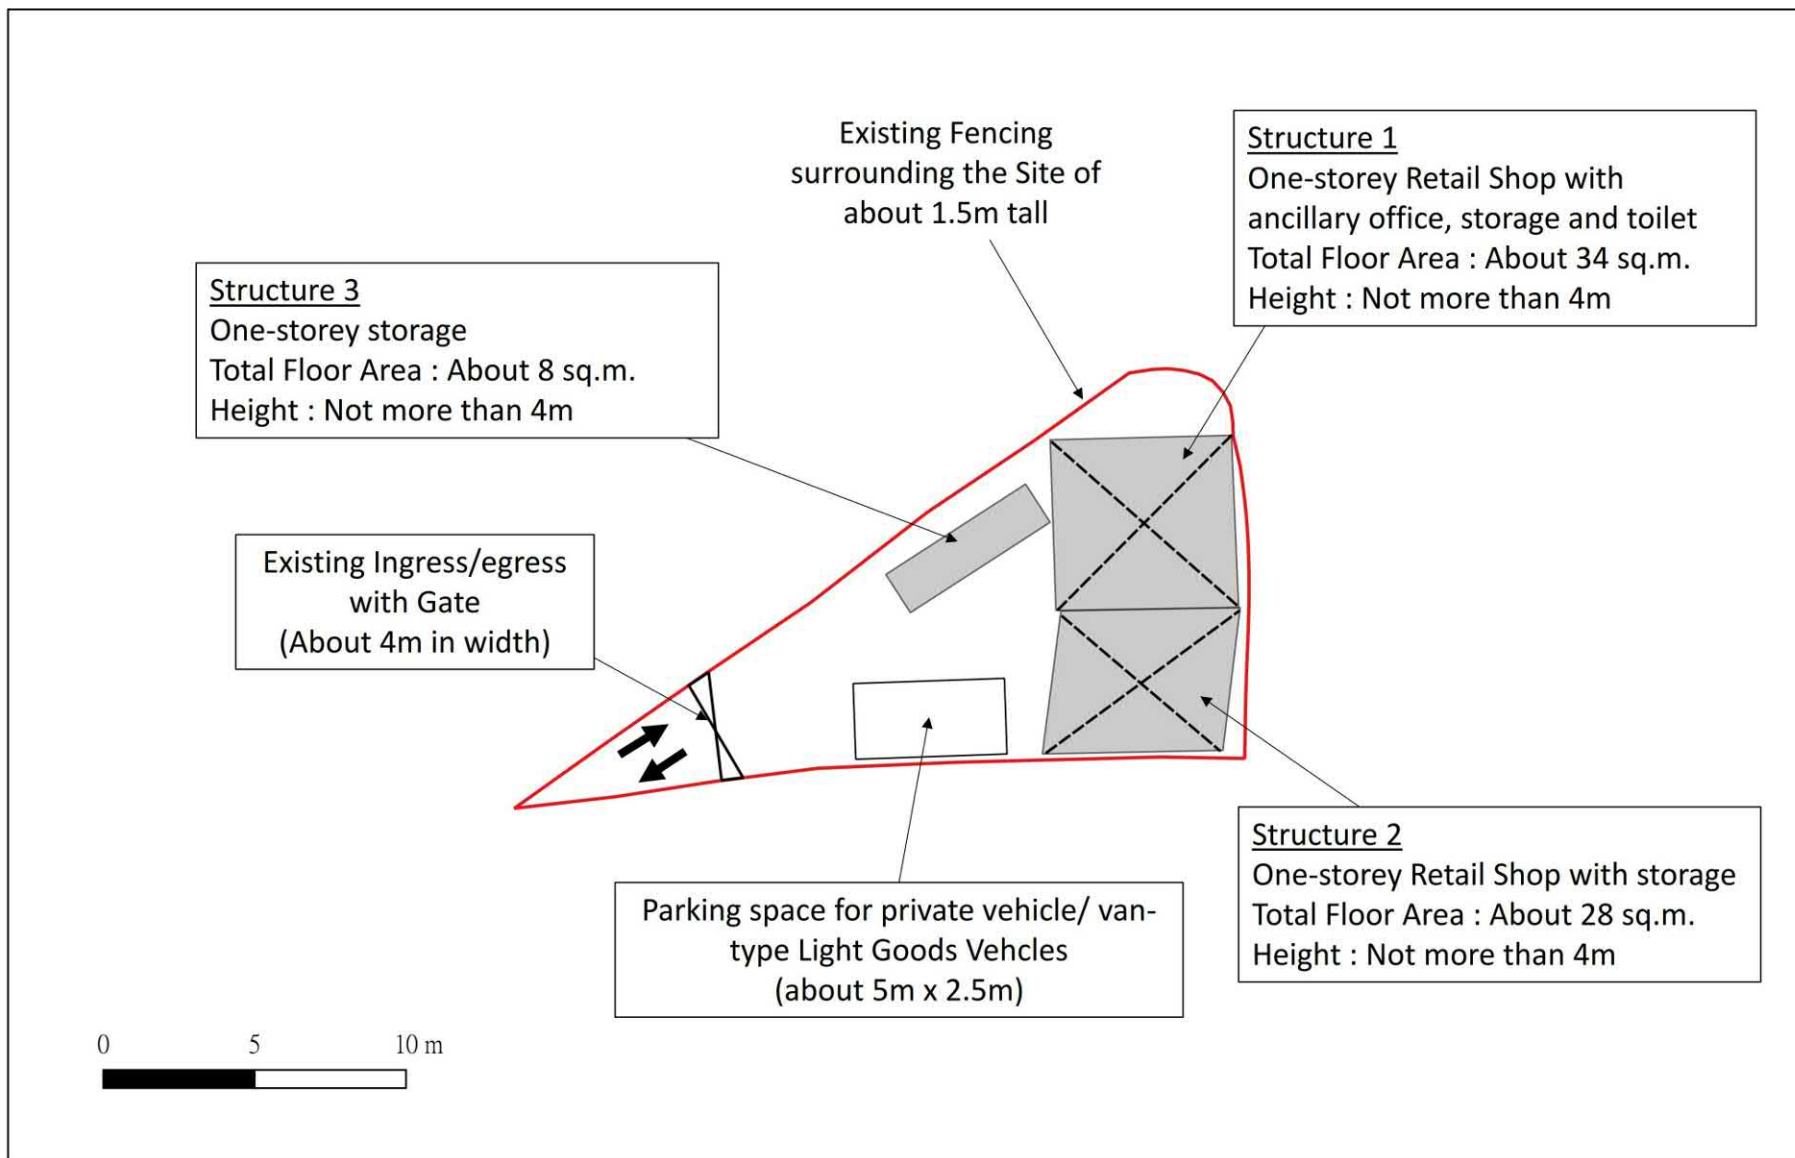 Existing Fencing
surrounding the Site of
about 1.5m tall
Structure 1
One-storey Retail Shop with
ancillary office, storage and toilet
Total Floor Area : About 34 sq.m.
Height : Not more than 4m
Structure 3
One-storey storage
Total Floor Area : About 8 sq.m.
Height : Not more than 4m
Existing Ingress/egress
with Gate
(About 4m in width)
Structure 2
One-storey Retail Shop with storage
Total Floor Area : About 28 sq.m.
Height : Not more than 4m
Parking space for private vehicle/ van-
type Light Goods Vehcles
(about 5m x 2.5m)
0 5 10 m